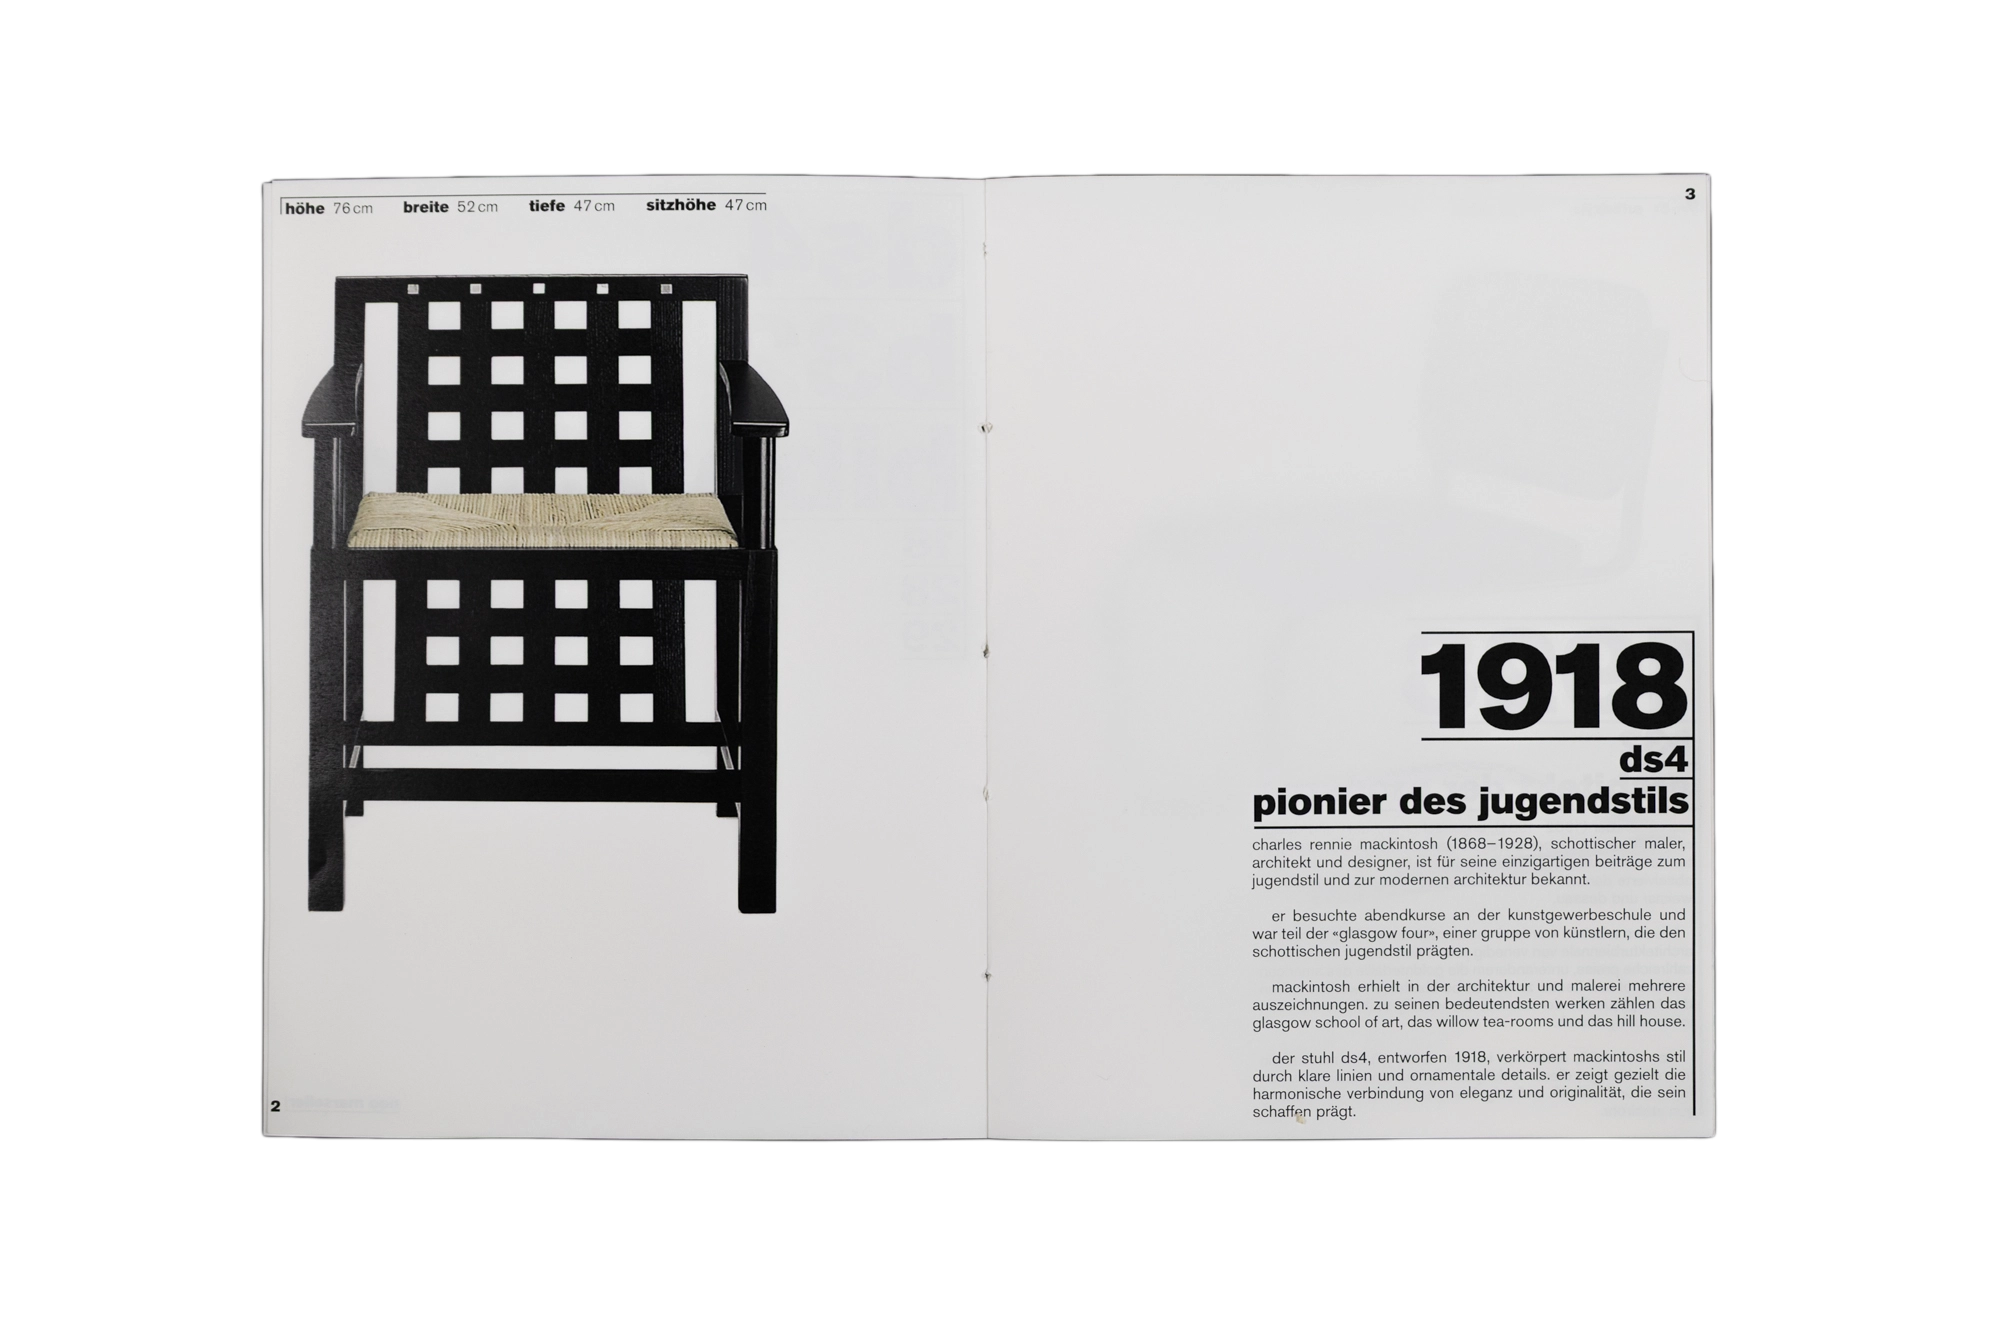 höhe 76 cm breite 52 cm tiefe 47 cm sitzhöhe 47 cm
2
3
1918
ds4
pionier des jugendstils
charles rennie mackintosh (1868–1928), schottischer maler,
architekt und designer, ist für seine einzigartigen beiträge zum
jugendstil und zur modernen architektur bekannt.
er besuchte abendkurse an der kunstgewerbeschule und
war teil der «glasgow four», einer gruppe von künstlern, die den
schottischen jugendstil prägten.
mackintosh erhielt in der architektur und malerei mehrere
auszeichnungen. zu seinen bedeutendsten werken zählen das
glasgow school of art, das willow tea-rooms und das hill house.
der stuhl ds4, entworfen 1918, verkörpert mackintoshs stil
durch klare linien und ornamentale details. er zeigt gezielt die
harmonische verbindung von eleganz und originalität, die sein
schaffen prägt.